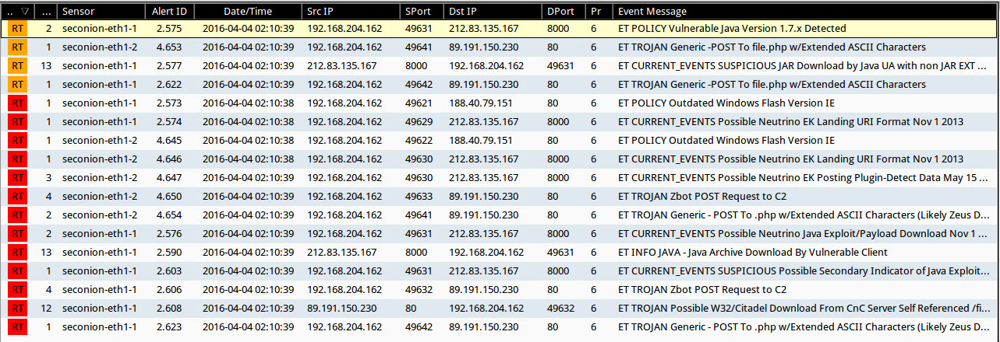 .. ▽ ... Sensor Alert ID Date/Time Src IP SPort Dst IP DPort Pr Event Message
RT 2 seconion-eth1-1 2.575 2016-04-04 02:10:39 192.168.204.162 49631 212.83.135.167 8000 6 ET POLICY Vulnerable Java Version 1.7.x Detected
RT 1 seconion-eth1-2 4.653 2016-04-04 02:10:39 192.168.204.162 49641 89.191.150.230 80 6 ET TROJAN Generic -POST To file.php w/Extended ASCII Characters
RT 13 seconion-eth1-1 2.577 2016-04-04 02:10:39 212.83.135.167 8000 192.168.204.162 49631 6 ET CURRENT_EVENTS SUSPICIOUS JAR Download by Java UA with non JAR EXT ...
RT 1 seconion-eth1-1 2.622 2016-04-04 02:10:39 192.168.204.162 49642 89.191.150.230 80 6 ET TROJAN Generic -POST To file.php w/Extended ASCII Characters
RT 1 seconion-eth1-1 2.573 2016-04-04 02:10:38 192.168.204.162 49621 188.40.79.151 80 6 ET POLICY Outdated Windows Flash Version IE
RT 1 seconion-eth1-1 2.574 2016-04-04 02:10:38 192.168.204.162 49629 212.83.135.167 8000 6 ET CURRENT_EVENTS Possible Neutrino EK Landing URI Format Nov 1 2013
RT 1 seconion-eth1-2 4.645 2016-04-04 02:10:38 192.168.204.162 49622 188.40.79.151 80 6 ET POLICY Outdated Windows Flash Version IE
RT 1 seconion-eth1-2 4.646 2016-04-04 02:10:38 192.168.204.162 49630 212.83.135.167 8000 6 ET CURRENT_EVENTS Possible Neutrino EK Landing URI Format Nov 1 2013
RT 3 seconion-eth1-2 4.647 2016-04-04 02:10:39 192.168.204.162 49630 212.83.135.167 8000 6 ET CURRENT_EVENTS Possible Neutrino EK Posting Plugin-Detect Data May 15 ...
RT 4 seconion-eth1-2 4.650 2016-04-04 02:10:39 192.168.204.162 49633 89.191.150.230 80 6 ET TROJAN Zbot POST Request to C2
RT 2 seconion-eth1-2 4.654 2016-04-04 02:10:39 192.168.204.162 49641 89.191.150.230 80 6 ET TROJAN Generic - POST To .php w/Extended ASCII Characters (Likely Zeus D...
RT 2 seconion-eth1-1 2.576 2016-04-04 02:10:39 192.168.204.162 49631 212.83.135.167 8000 6 ET CURRENT_EVENTS Possible Neutrino Java Exploit/Payload Download Nov 1 ...
RT 13 seconion-eth1-1 2.590 2016-04-04 02:10:39 212.83.135.167 8000 192.168.204.162 49631 6 ET INFO JAVA - Java Archive Download By Vulnerable Client
RT 1 seconion-eth1-1 2.603 2016-04-04 02:10:39 192.168.204.162 49631 212.83.135.167 8000 6 ET CURRENT_EVENTS SUSPICIOUS Possible Secondary Indicator of Java Exploit...
RT 4 seconion-eth1-1 2.606 2016-04-04 02:10:39 192.168.204.162 49632 89.191.150.230 80 6 ET TROJAN Zbot POST Request to C2
RT 12 seconion-eth1-1 2.608 2016-04-04 02:10:39 89.191.150.230 80 192.168.204.162 49632 6 ET TROJAN Possible W32/Citadel Download From CnC Server Self Referenced /fi...
RT 1 seconion-eth1-1 2.623 2016-04-04 02:10:39 192.168.204.162 49642 89.191.150.230 80 6 ET TROJAN Generic - POST To .php w/Extended ASCII Characters (Likely Zeus D...